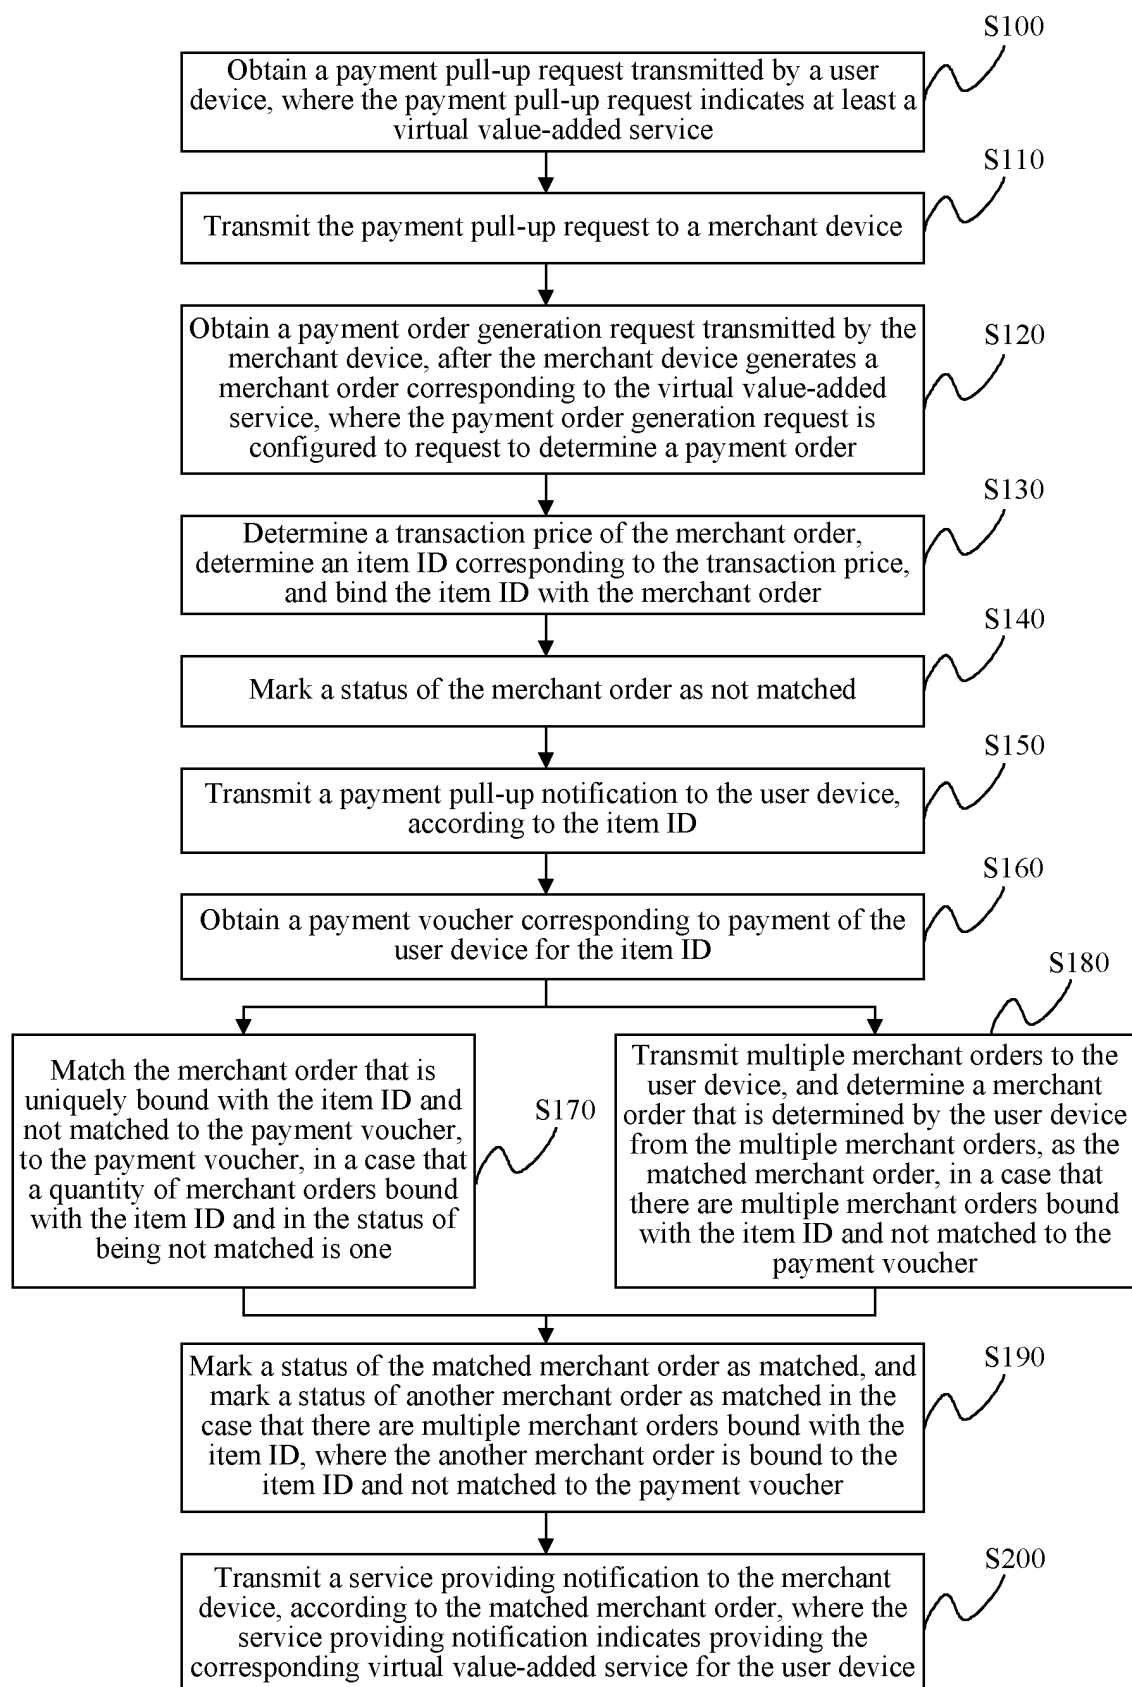 S100
Obtain a payment pull-up request transmitted by a user
device, where the payment pull-up request indicates at least a
virtual value-added service
S110
Transmit the payment pull-up request to a merchant device
S120
Obtain a payment order generation request transmitted by the
merchant device, after the merchant device generates a
merchant order corresponding to the virtual value-added
service, where the payment order generation request is
configured to request to determine a payment order
S130
Determine a transaction price of the merchant order,
determine an item ID corresponding to the transaction price,
and bind the item ID with the merchant order
S140
Mark a status of the merchant order as not matched
S150
Transmit a payment pull-up notification to the user device,
according to the item ID
S160
Obtain a payment voucher corresponding to payment of the
user device for the item ID
S170
Match the merchant order that is
uniquely bound with the item ID and
not matched to the payment voucher,
to the payment voucher, in a case that
a quantity of merchant orders bound
with the item ID and in the status of
being not matched is one
S180
Transmit multiple merchant orders to the
user device, and determine a merchant
order that is determined by the user device
from the multiple merchant orders, as the
matched merchant order, in a case that
there are multiple merchant orders bound
with the item ID and not matched to the
payment voucher
S190
Mark a status of the matched merchant order as matched, and
mark a status of another merchant order as matched in the
case that there are multiple merchant orders bound with the
item ID, where the another merchant order is bound to the
item ID and not matched to the payment voucher
S200
Transmit a service providing notification to the merchant
device, according to the matched merchant order, where the
service providing notification indicates providing the
corresponding virtual value-added service for the user device